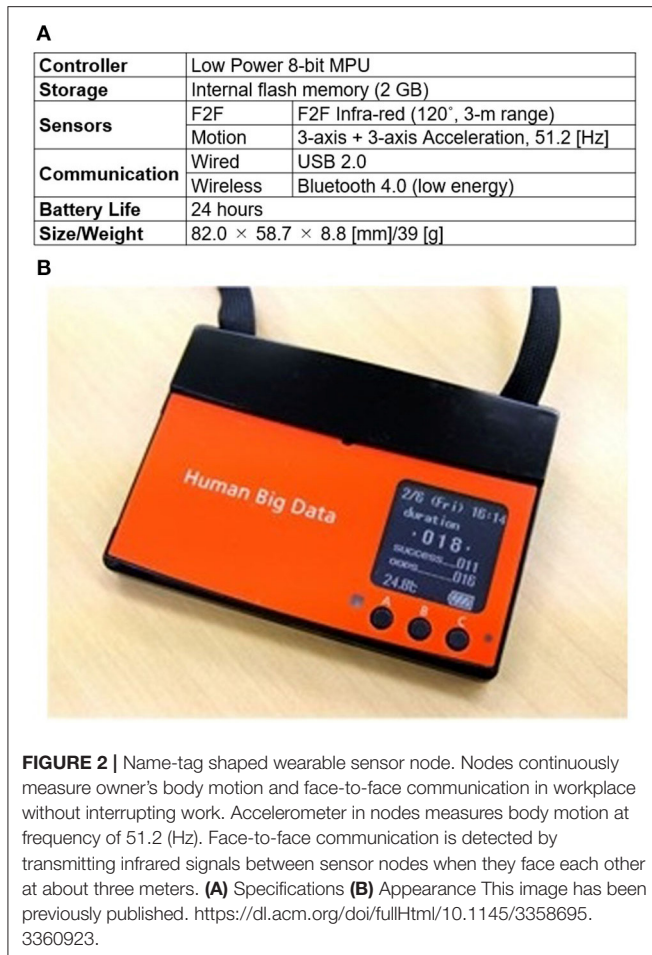 A
Controller Low Power 8-bit MPU
Storage Internal flash memory (2 GB)
Sensors F2F F2F Infra-red (120˚, 3-m range)
Motion 3-axis + 3-axis Acceleration, 51.2 [Hz]
Communication Wired USB 2.0
Wireless Bluetooth 4.0 (low energy)
Battery Life 24 hours
Size/Weight 82.0 × 58.7 × 8.8 [mm]/39 [g]
B
Human Big Data
2/6 (Fri) 16:14
duration
018
success....011
oops........016
24.8℃
A B C
FIGURE 2 | Name-tag shaped wearable sensor node. Nodes continuously
measure owner's body motion and face-to-face communication in workplace
without interrupting work. Accelerometer in nodes measures body motion at
frequency of 51.2 (Hz). Face-to-face communication is detected by
transmitting infrared signals between sensor nodes when they face each other
at about three meters. (A) Specifications (B) Appearance This image has been
previously published. https://dl.acm.org/doi/fullHtml/10.1145/3358695.
3360923.